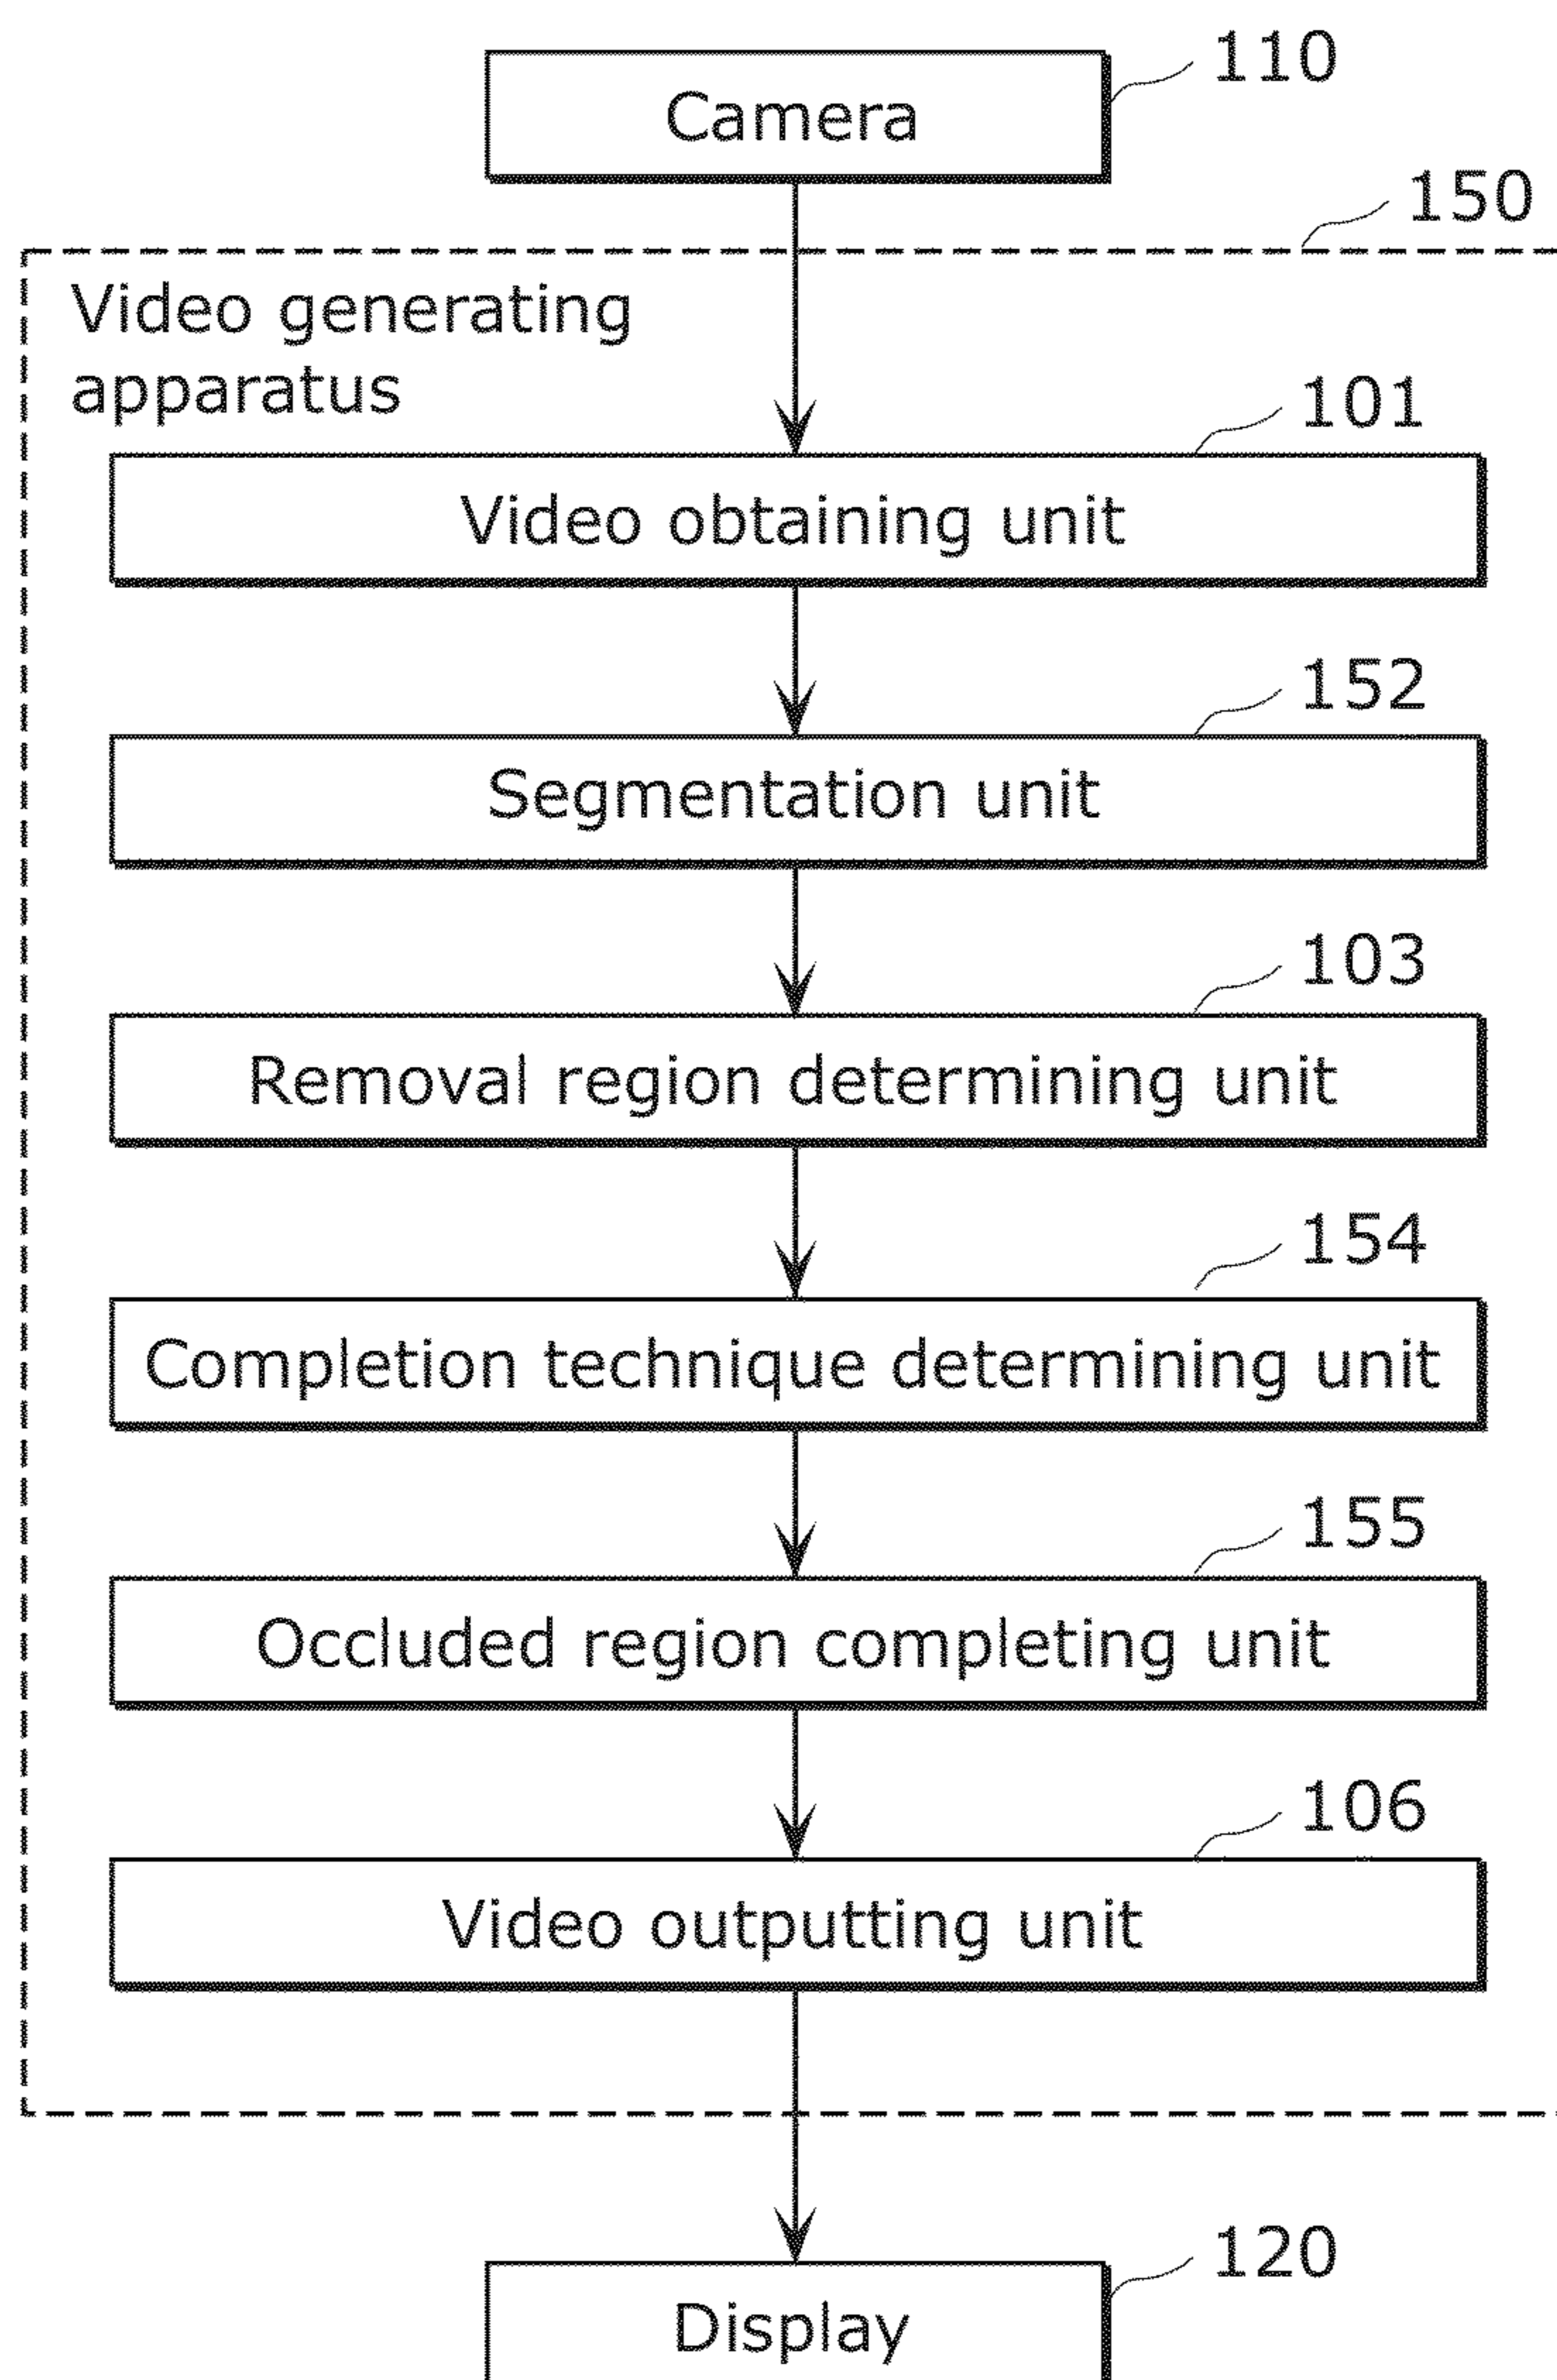 110
Camera
150
Video generating
apparatus
101
Video obtaining unit
152
Segmentation unit
103
Removal region determining unit
154
Completion technique determining unit
155
Occluded region completing unit
106
Video outputting unit
120
Display